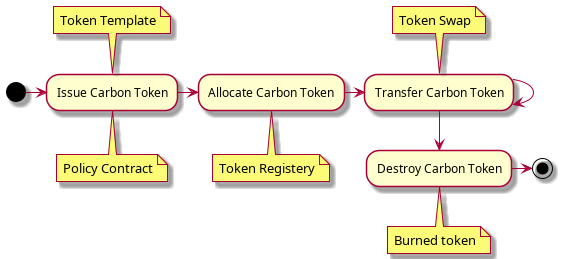 Token Template
Token Swap
Issue Carbon Token
Allocate Carbon Token
Transfer Carbon Token
Policy Contract
Token Registery
Destroy Carbon Token
Burned token